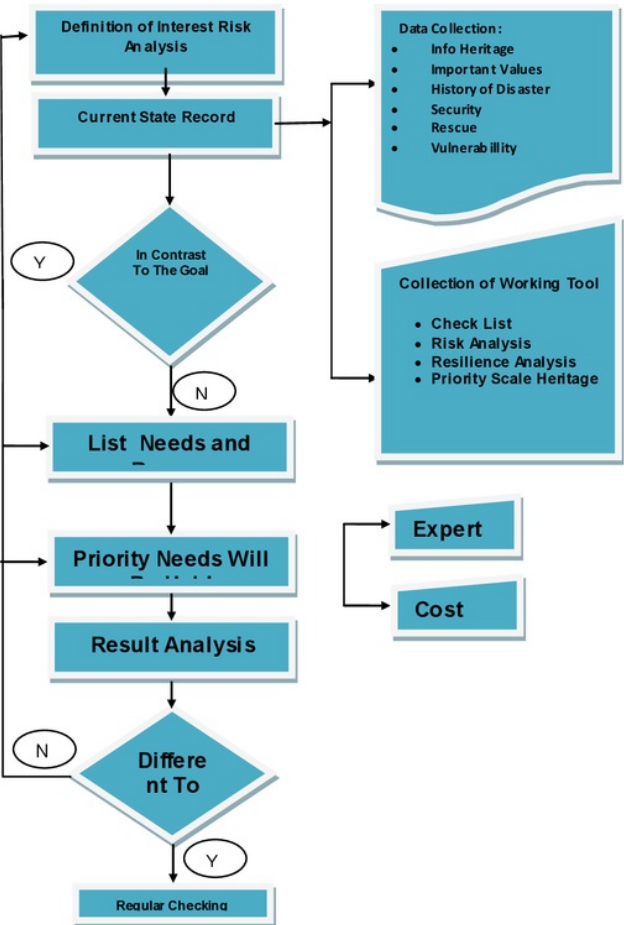 Definition of Interest Risk
Analysis
Current State Record
Data Collection :
• Info Heritage
• Important Values
• History of Disaster
• Security
• Rescue
• Vulnerabillity
In Contrast
To The Goal
Y
N
Collection of Working Tool
• Check List
• Risk Analysis
• Resilience Analysis
• Priority Scale Heritage
List Needs and
Priority Needs Will
Expert
Cost
Result Analysis
Differe
nt To
N
Y
Regular Checking